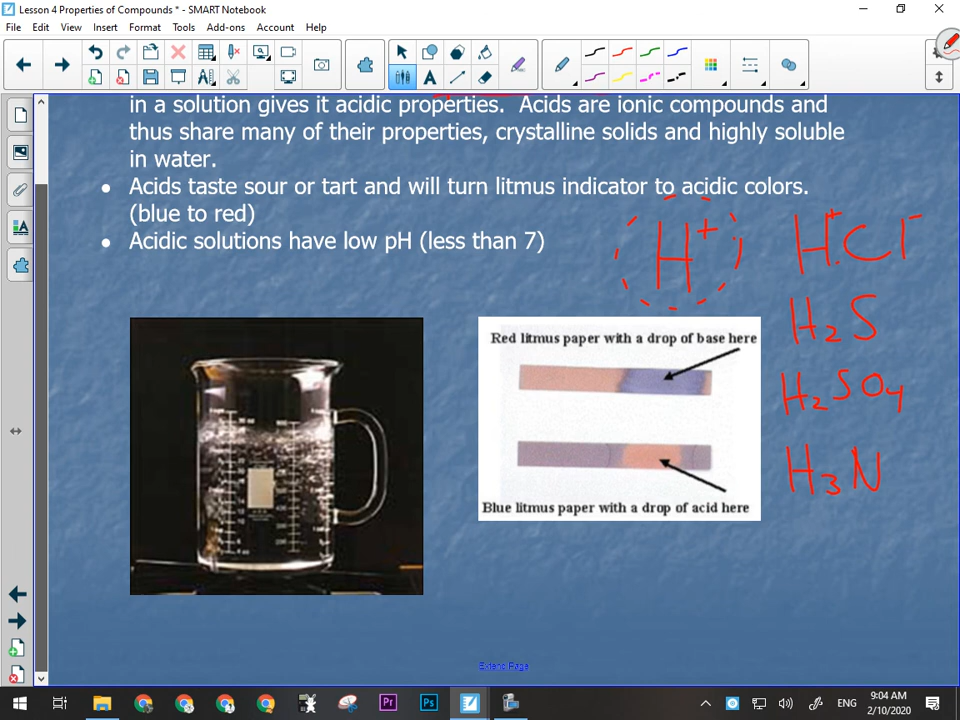 Lesson 4 Properties of Compounds * - SMART Notebook
File Edit View Insert Format Tools Add-ons Account Help
in a solution gives it acidic properties. Acids are ionic compounds and
thus share many of their properties, crystalline solids and highly soluble
in water.
• Acids taste sour or tart and will turn litmus indicator to acidic colors.
(blue to red)
• Acidic solutions have low pH (less than 7)
H+
H+Cl-
H2S
H2SO4
H3N
Red litmus paper with a drop of base here
Blue litmus paper with a drop of acid here
Extend Page
ENG
9:04 AM
2/10/2020